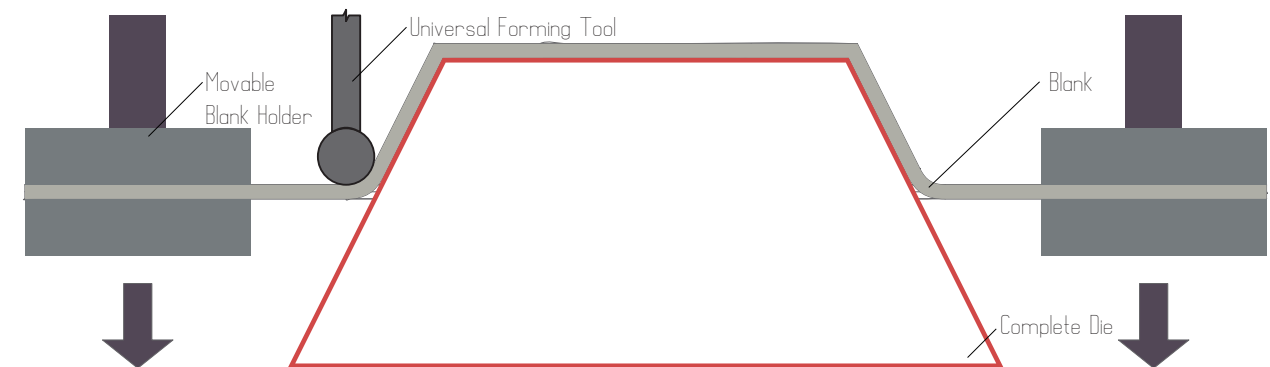 Universal Forming Tool
Movable
Blank Holder
Blank
Complete Die